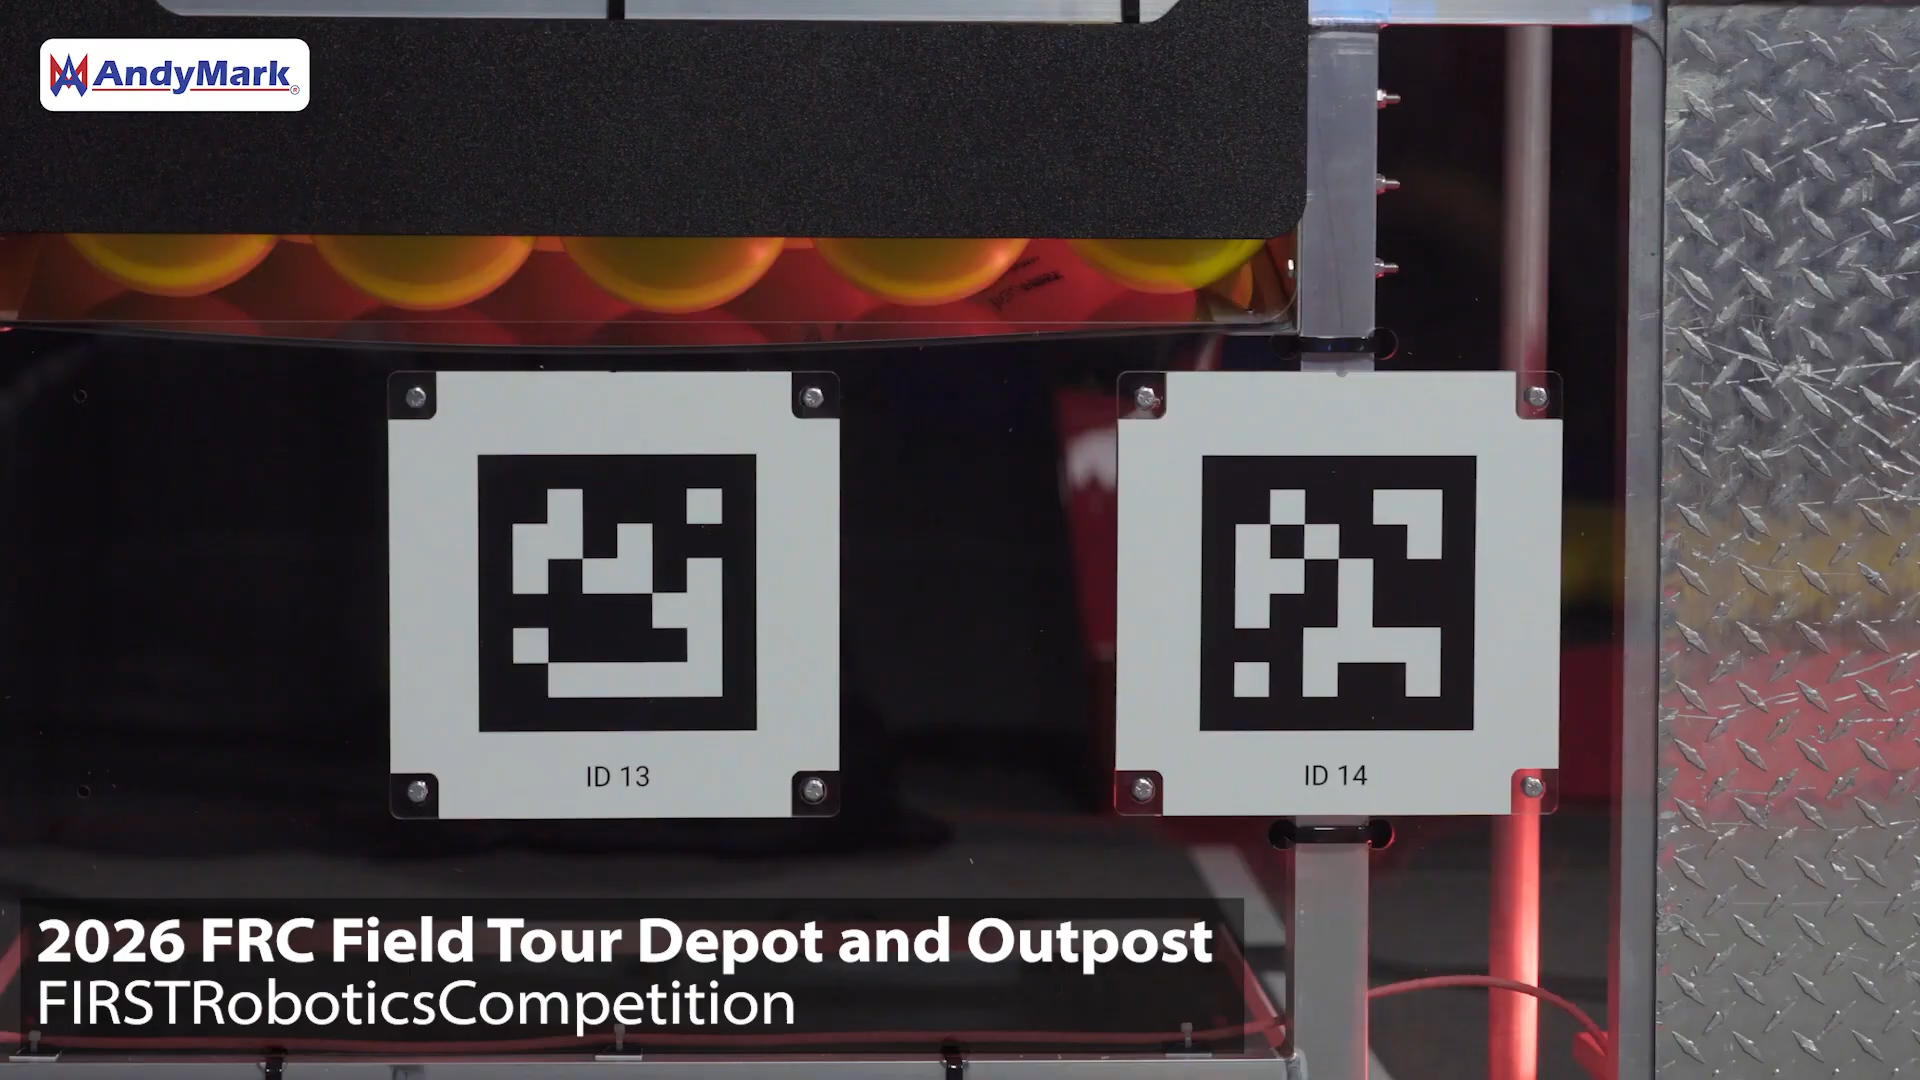 AndyMark®
ID 13
ID 14
2026 FRC Field Tour Depot and Outpost
FIRSTRoboticsCompetition